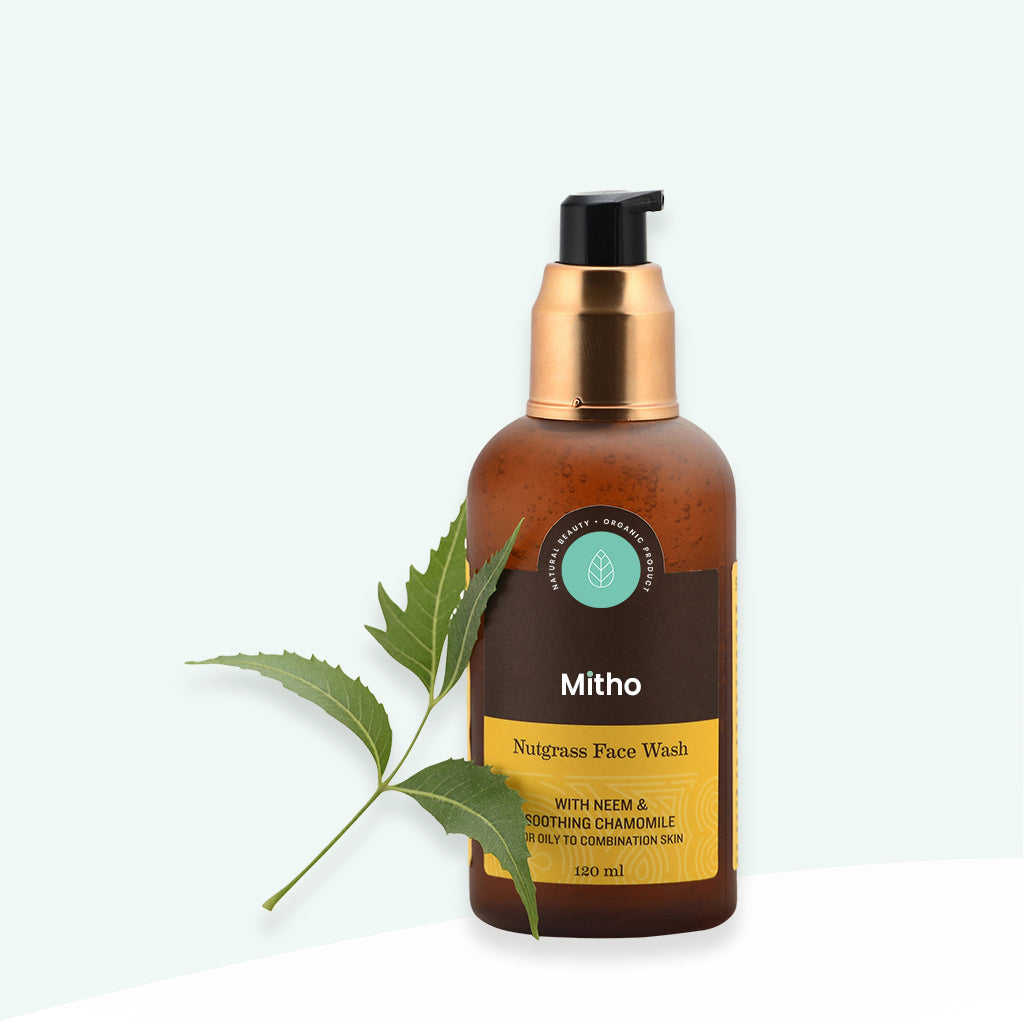 NATURAL BEAUTY • ORGANIC PRODUCT
Mitho
Nutgrass Face Wash
WITH NEEM &
SOOTHING CHAMOMILE
OR OILY TO COMBINATION SKIN
120 ml